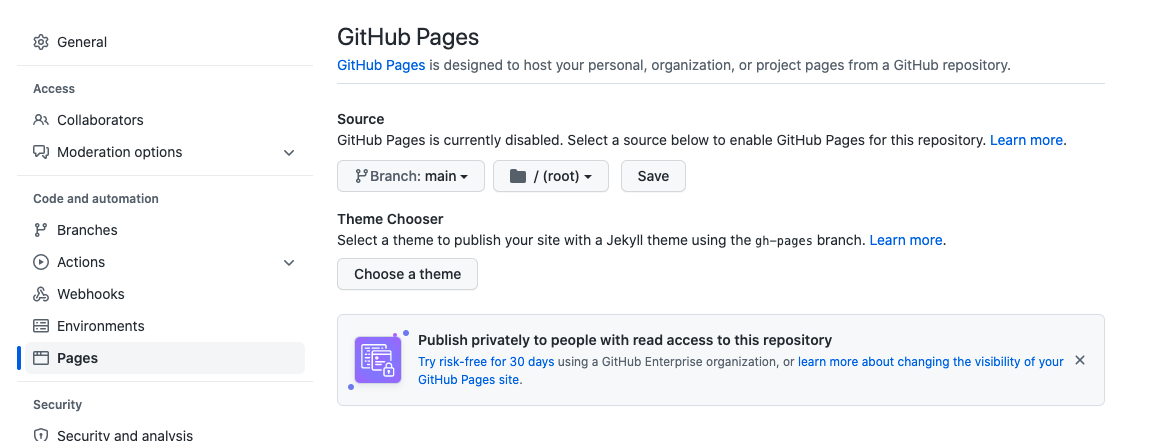 General
Access
Collaborators
Moderation options
Code and automation
Branches
Actions
Webhooks
Environments
Pages
Security
Security and analysis
GitHub Pages
GitHub Pages is designed to host your personal, organization, or project pages from a GitHub repository.
Source
GitHub Pages is currently disabled. Select a source below to enable GitHub Pages for this repository. Learn more.
Branch: main / (root) Save
Theme Chooser
Select a theme to publish your site with a Jekyll theme using the gh-pages branch. Learn more.
Choose a theme
Publish privately to people with read access to this repository
Try risk-free for 30 days using a GitHub Enterprise organization, or learn more about changing the visibility of your
GitHub Pages site.